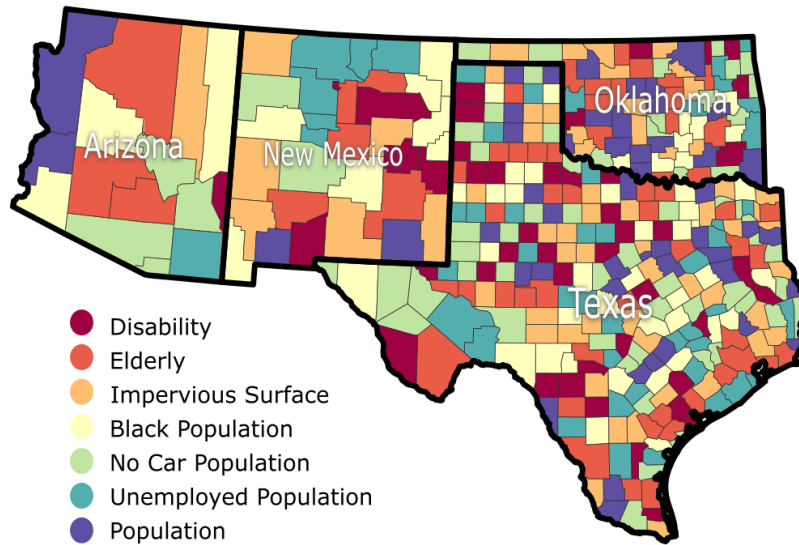 Arizona
New Mexico
Oklahoma
Texas
Disability
Elderly
Impervious Surface
Black Population
No Car Population
Unemployed Population
Population